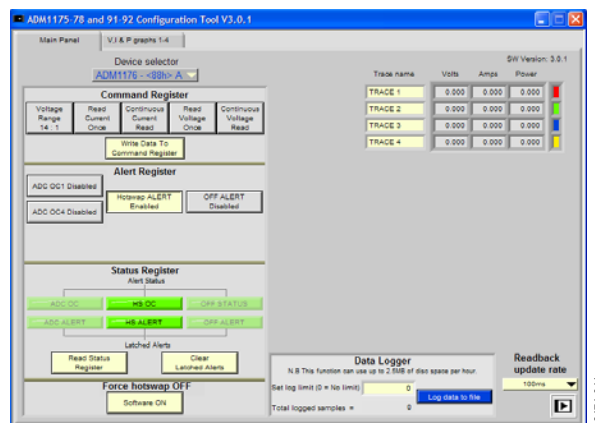 ADM1175-78 and 91-92 Configuration Tool V3.0.1
Main Panel
V,I & P graphs 1-4
SW Version: 3.0.1
Device selector
ADM1176 - <88h> A
Trace name Volts Amps Power
TRACE 1 0.000 0.000 0.000
TRACE 2 0.000 0.000 0.000
TRACE 3 0.000 0.000 0.000
TRACE 4 0.000 0.000 0.000
Command Register
Voltage Range 14 : 1
Read Current Once
Continuous Current Read
Read Voltage Once
Continuous Voltage Read
Write Data To Command Register
Alert Register
ADC OC1 Disabled
ADC OC4 Disabled
Hotswap ALERT Enabled
OFF ALERT Disabled
Status Register
Alert Status
ADC OC
HS OC
OFF STATUS
ADC ALERT
HS ALERT
OFF ALERT
Latched Alerts
Read Status Register
Clear Latched Alerts
Force hotswap OFF
Software ON
Data Logger
N.B This function can use up to 2.5MB of disc space per hour.
Set log limit (0 = No limit) 0
Log data to file
Total logged samples = 0
Readback update rate
100ms